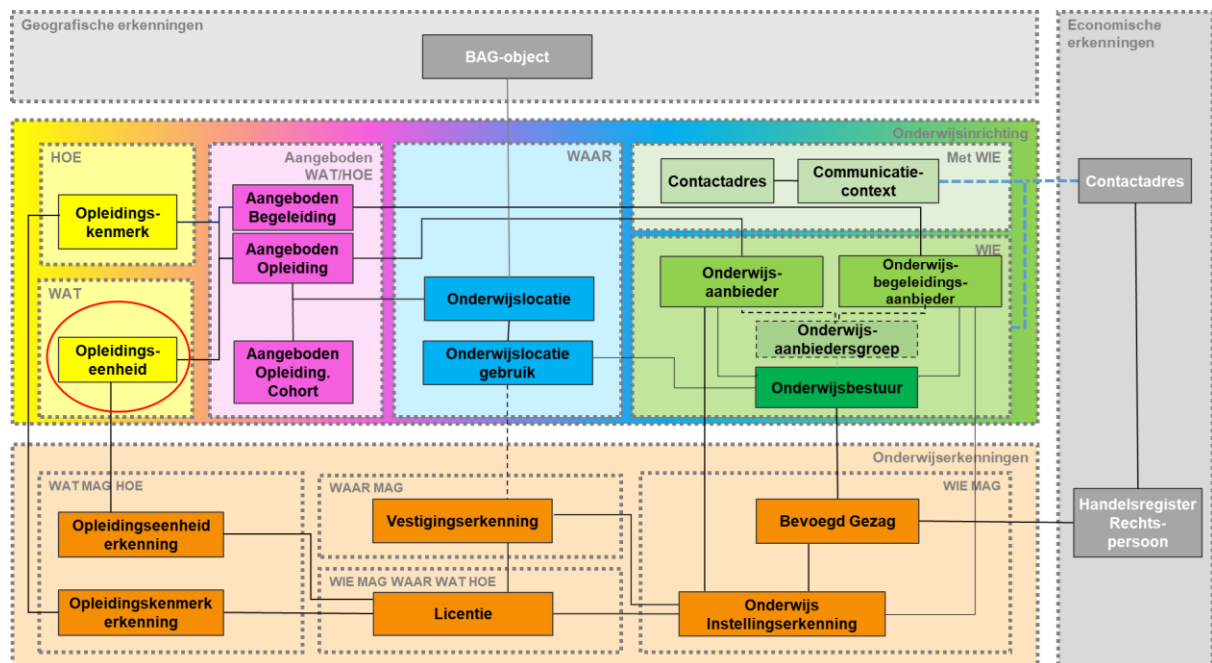 Geografische erkenningen
BAG-object
Economische
erkenningen
Onderwijsinrichting
HOE
Aangeboden
WAT/HOE
WAAR
Met WIE
Contactadres
Communicatie-
context
Contactadres
Opleidings-
kenmerk
Aangeboden
Begeleiding
Aangeboden
Opleiding
WIE
Onderwijs-
aanbieder
Onderwijs-
begeleidings-
aanbieder
WAT
Onderwijslocatie
Opleidings-
eenheid
Aangeboden
Opleiding.
Cohort
Onderwijslocatie
gebruik
Onderwijs-
aanbiedersgroep
Onderwijsbestuur
Onderwijserkenningen
WAT MAG HOE
WAAR MAG
WIE MAG
Opleidingseenheid
erkenning
Vestigingserkenning
Bevoegd Gezag
Handelsregister
Rechts-
persoon
WIE MAG WAAR WAT HOE
Opleidingskenmerk
erkenning
Licentie
Onderwijs
Instellingserkenning